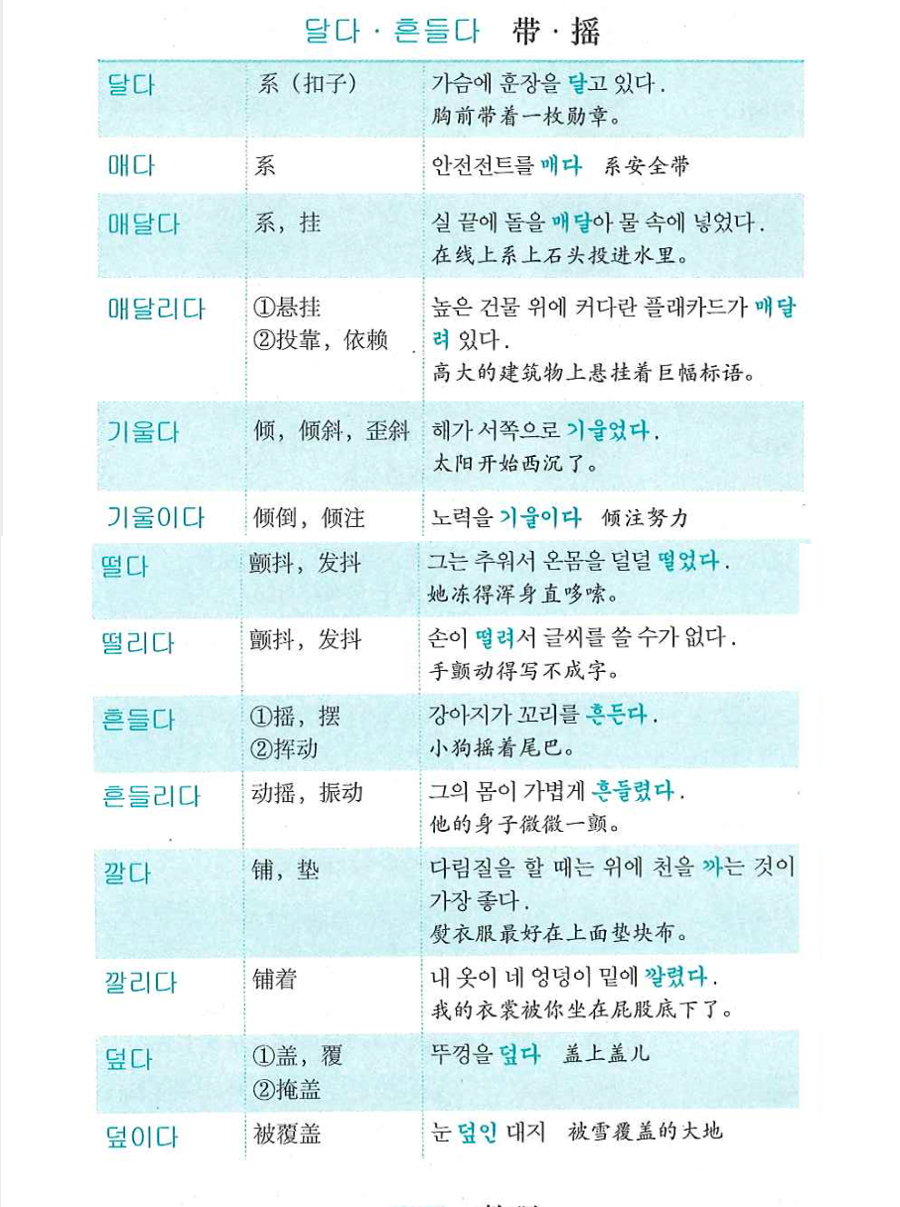 달다 · 흔들다 带 · 摇
달다 系（扣子） 가슴에 훈장을 달고 있다.
胸前带着一枚勋章。
매다 系 안전전트를 매다 系安全带
매달다 系，挂 실 끝에 돌을 매달아 물 속에 넣었다.
在线上系上石头投进水里。
매달리다 ①悬挂 높은 건물 위에 커다란 플래카드가 매달
②投靠，依赖 려 있다.
高大的建筑物上悬挂着巨幅标语。
기울다 倾，倾斜，歪斜 헤가 서쪽으로 기울었다.
太阳开始西沉了。
기울이다 倾倒，倾注 노력을 기울이다 倾注努力
떨다 颤抖，发抖 그는 추워서 온몸을 덜덜 떨었다.
她冻得浑身直哆嗦。
떨리다 颤抖，发抖 손이 떨려서 글씨를 쓸 수가 없다.
手颤动得写不成字。
흔들다 ①摇，摆 강아지가 꼬리를 흔든다.
②挥动 小狗摇着尾巴。
흔들리다 动摇，振动 그의 몸이 가볍게 흔들렸다.
他的身子微微一颤。
깔다 铺，垫 다림질을 할 때는 위에 천을 까는 것이
가장 좋다.
熨衣服最好在上面垫块布。
깔리다 铺着 내 옷이 네 엉덩이 밑에 깔렸다.
我的衣裳被你坐在屁股底下了。
덮다 ①盖，覆 뚜껑을 덮다 盖上盖儿
②掩盖
덮이다 被覆盖 눈 덮인 대지 被雪覆盖的大地